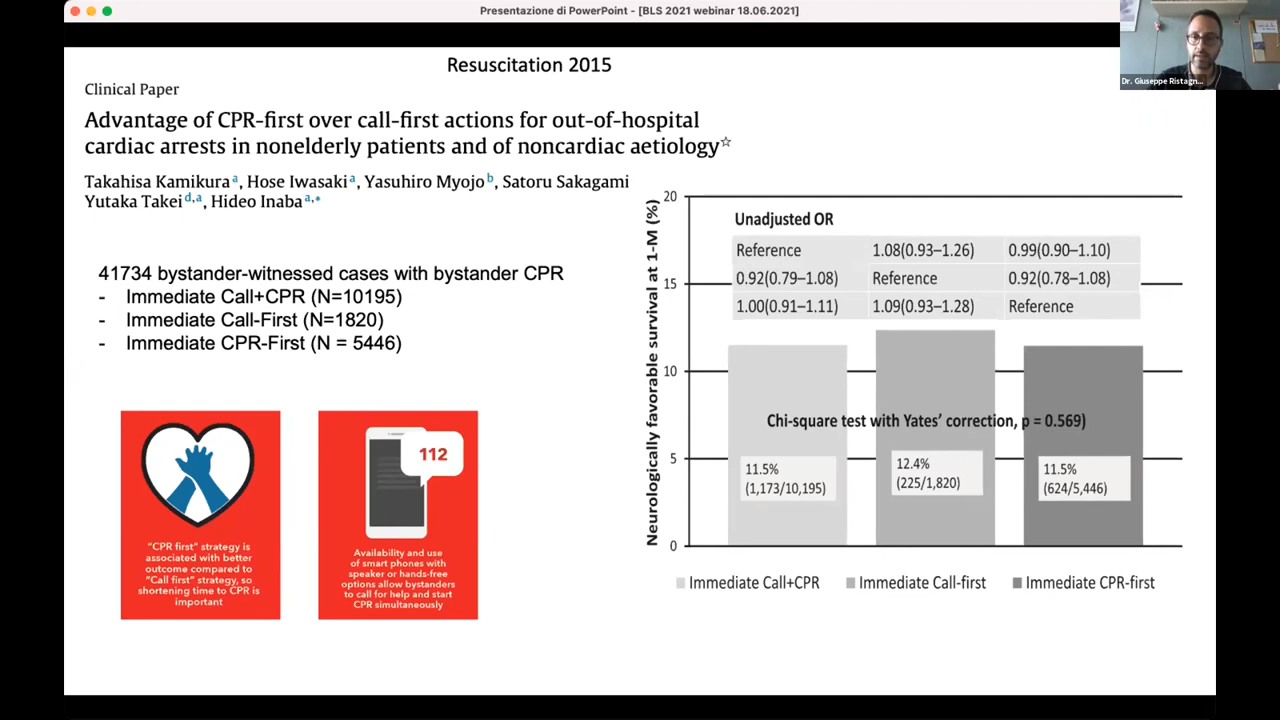 Presentazione di PowerPoint - [BLS 2021 webinar 18.06.2021]
Dr. Giuseppe Ristagn...
Resuscitation 2015
Clinical Paper
Advantage of CPR-first over call-first actions for out-of-hospital
cardiac arrests in nonelderly patients and of noncardiac aetiology☆
Takahisa Kamikura a, Hose Iwasaki a, Yasuhiro Myojo b, Satoru Sakagami
Yutaka Takei d,a, Hideo Inaba a,*
41734 bystander-witnessed cases with bystander CPR
- Immediate Call+CPR (N=10195)
- Immediate Call-First (N=1820)
- Immediate CPR-First (N = 5446)
"CPR first" strategy is
associated with better
outcome compared to
"Call first" strategy, so
shortening time to CPR is
important
112
Availability and use
of smart phones with
speaker or hands-free
options allow bystanders
to call for help and start
CPR simultaneously
Neurologically favorable survival at 1-M (%)
20
15
10
5
0
Unadjusted OR
Reference 1.08(0.93–1.26) 0.99(0.90–1.10)
0.92(0.79–1.08) Reference 0.92(0.78–1.08)
1.00(0.91–1.11) 1.09(0.93–1.28) Reference
Chi-square test with Yates' correction, p = 0.569)
11.5%
(1,173/10,195)
12.4%
(225/1,820)
11.5%
(624/5,446)
Immediate Call+CPR Immediate Call-first Immediate CPR-first